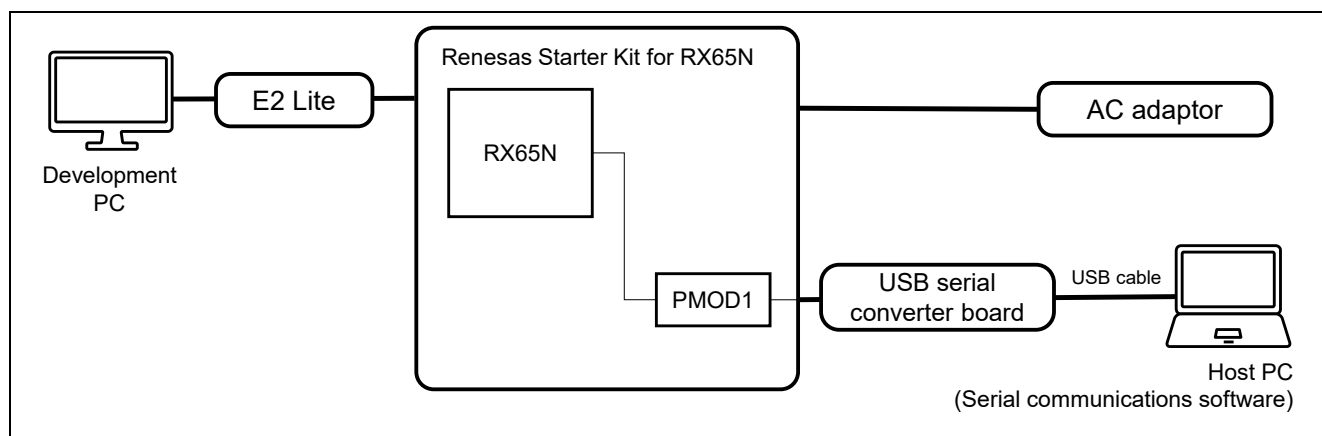 Renesas Starter Kit for RX65N
E2 Lite
AC adaptor
RX65N
Development
PC
PMOD1
USB serial
converter board
USB cable
Host PC
(Serial communications software)